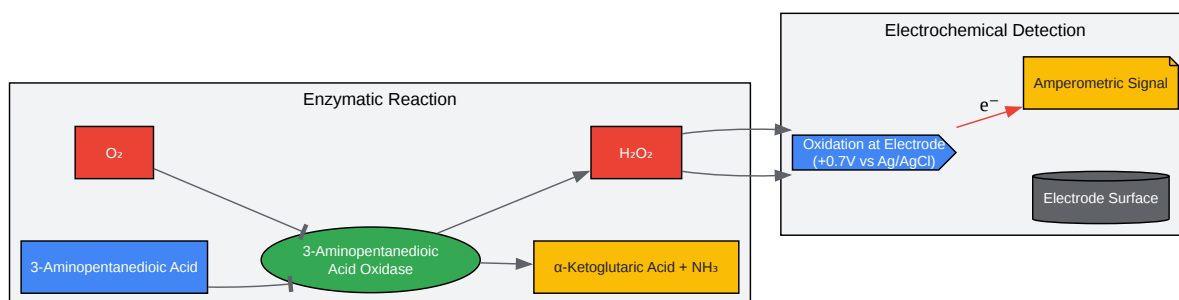 Electrochemical Detection
Amperometric Signal
e⁻
Enzymatic Reaction
O₂
H₂O₂
Oxidation at Electrode
(+0.7V vs Ag/AgCl)
Electrode Surface
3-Aminopentanedioic Acid
3-Aminopentanedioic
Acid Oxidase
α-Ketoglutaric Acid + NH₃